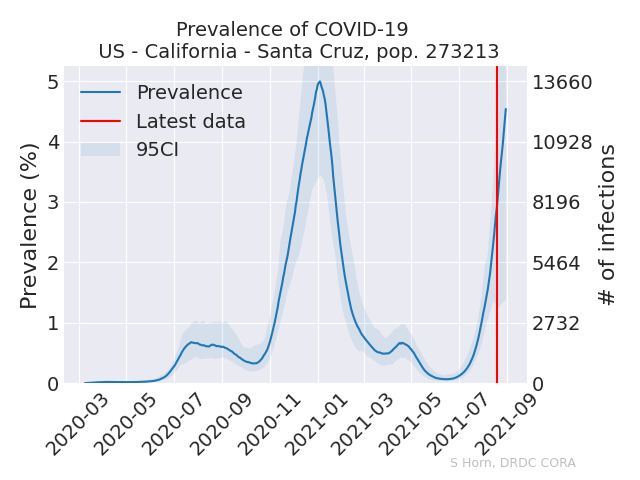 Prevalence of COVID-19
US - California - Santa Cruz, pop. 273213
Prevalence
Latest data
95CI
Prevalence (%)
5
4
3
2
1
0
13660
10928
8196
5464
2732
0
# of infections
2020-03
2020-05
2020-07
2020-09
2020-11
2021-01
2021-03
2021-05
2021-07
2021-09
S Horn, DRDC CORA